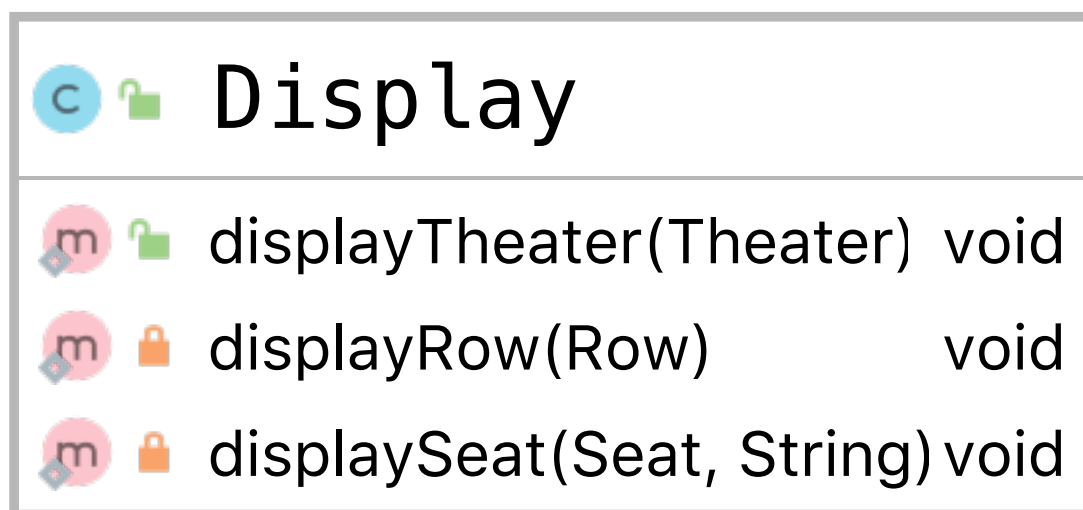 c Display
m displayTheater(Theater) void
m displayRow(Row) void
m displaySeat(Seat, String) void